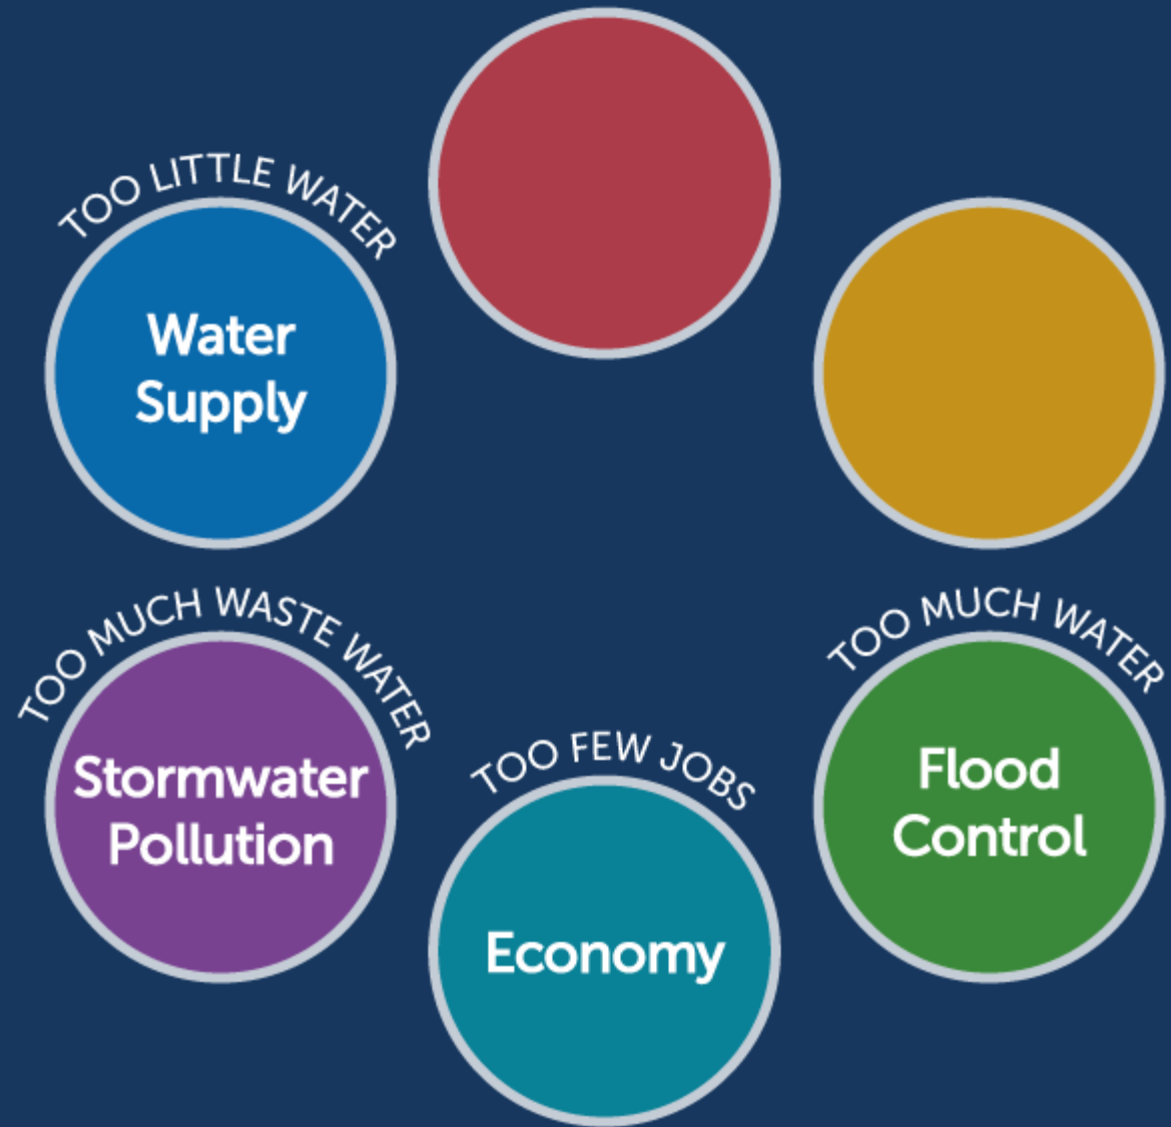 TOO LITTLE WATER
Water
Supply
TOO MUCH WASTE WATER
Stormwater
Pollution
TOO FEW JOBS
Economy
TOO MUCH WATER
Flood
Control